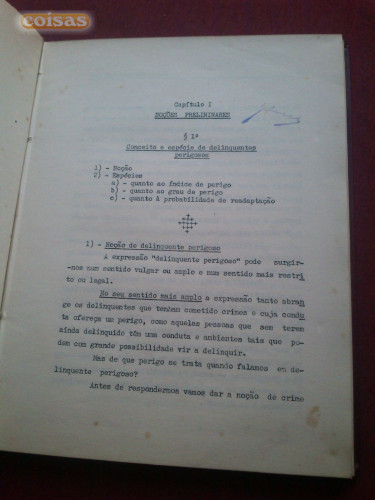 coisas
Capítulo I
NOÇÕES PRELIMINARES
§ 1º
Conceito e espécie de delinquentes
perigosos
1) - Noção
2) - Espécies
a) - quanto ao índice de perigo
b) - quanto ao grau de perigo
c) - quanto à probabilidade de readaptação
1) - Noção de delinquente perigoso
A expressão "delinquente perigoso" pode surgir-
-nos num sentido vulgar ou amplo e num sentido mais restri
to ou legal.
No seu sentido mais amplo a expressão tanto abran
ge os delinquentes que tenham cometido crimes e cuja condu
ta ofereça um perigo, como aquelas pessoas que sem terem
ainda delinquido têm uma conduta e ambientes tais que po-
dem com grande possibilidade vir a delinquir.
Mas de que perigo se trata quando falamos em de-
linquente perigoso?
Antes de respondermos vamos dar a noção de crime